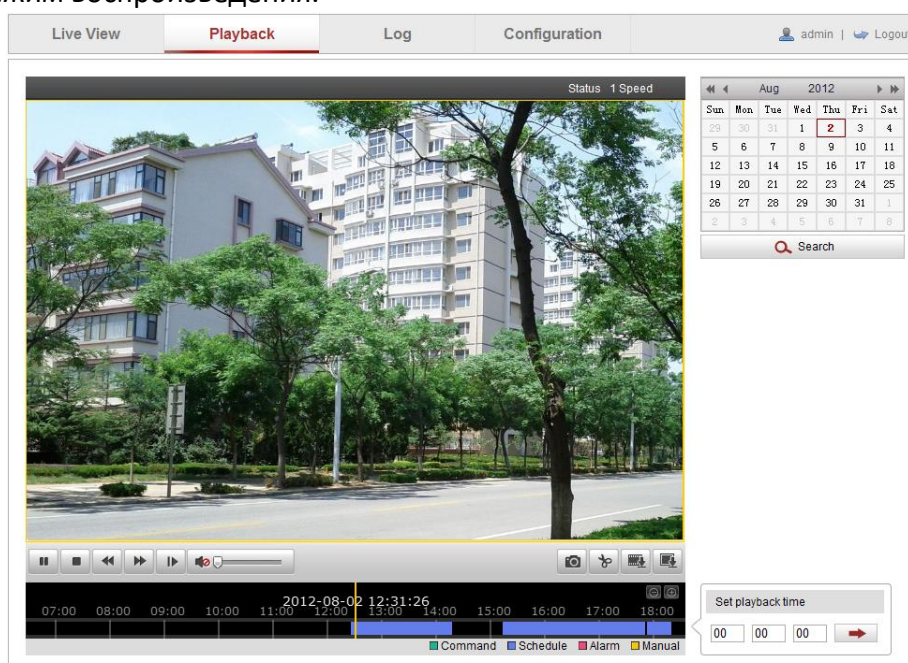 жим воспроизведения.
Live View Playback Log Configuration admin | Logout
Status 1 Speed
Aug 2012
Sun Mon Tue Wed Thu Fri Sat
29 30 31 1 2 3 4
5 6 7 8 9 10 11
12 13 14 15 16 17 18
19 20 21 22 23 24 25
26 27 28 29 30 31 1
2 3 4 5 6 7 8
Search
2012-08-02 12:31:26
07:00 08:00 09:00 10:00 11:00 12:00 13:00 14:00 15:00 16:00 17:00 18:00
Command Schedule Alarm Manual
Set playback time
00 00 00